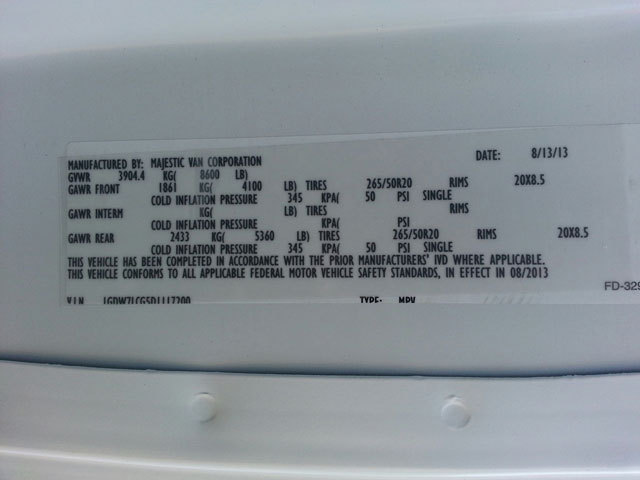 MANUFACTURED BY: MAJESTIC VAN CORPORATION DATE: 8/13/13
GVWR 3904.4 KG( 8600 LB)
GAWR FRONT 1861 KG( 4100 LB) TIRES 265/50R20 RIMS 20X8.5
COLD INFLATION PRESSURE 345 KPA( 50 PSI SINGLE
GAWR INTERM KG( LB) TIRES RIMS
COLD INFLATION PRESSURE KPA( PSI
GAWR REAR 2433 KG( 5360 LB) TIRES 265/50R20 RIMS 20X8.5
COLD INFLATION PRESSURE 345 KPA( 50 PSI SINGLE
THIS VEHICLE HAS BEEN COMPLETED IN ACCORDANCE WITH THE PRIOR MANUFACTURERS' IVD WHERE APPLICABLE.
THIS VEHICLE CONFORMS TO ALL APPLICABLE FEDERAL MOTOR VEHICLE SAFETY STANDARDS, IN EFFECT IN 08/2013
FD-329
V.I.N. TYPE: MPV